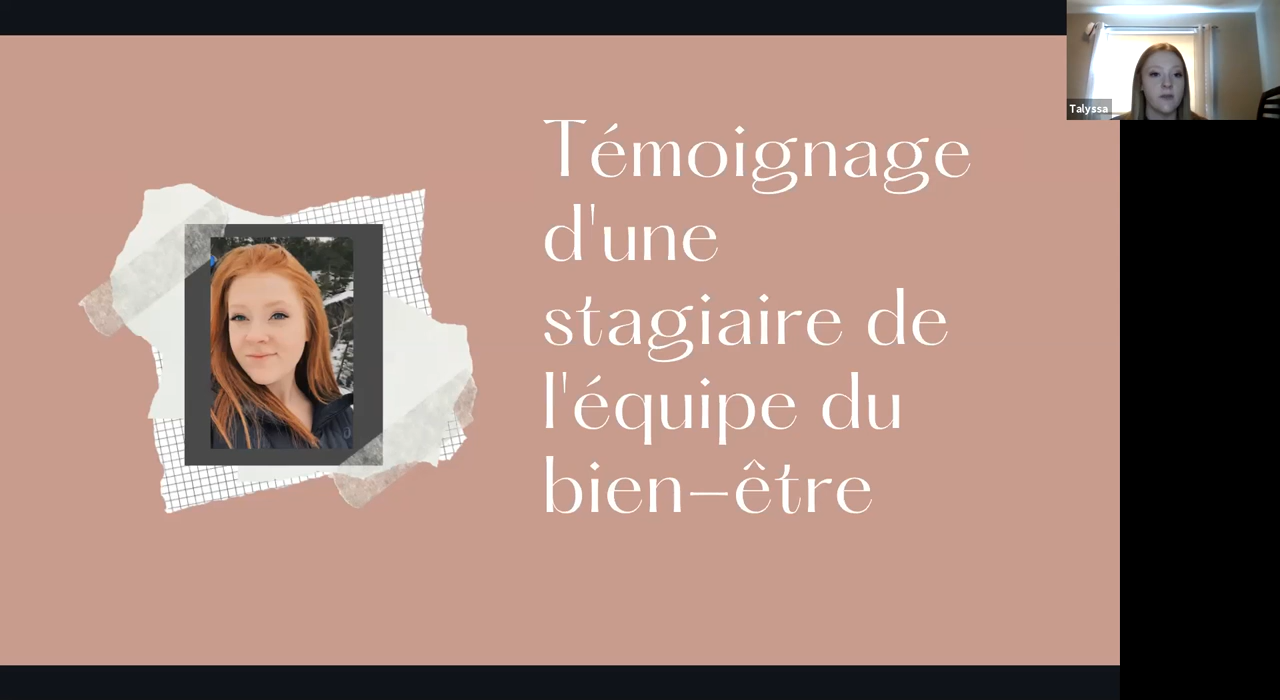 Talyssa
Témoignage
d'une
stagiaire de
l'équipe du
bien-être